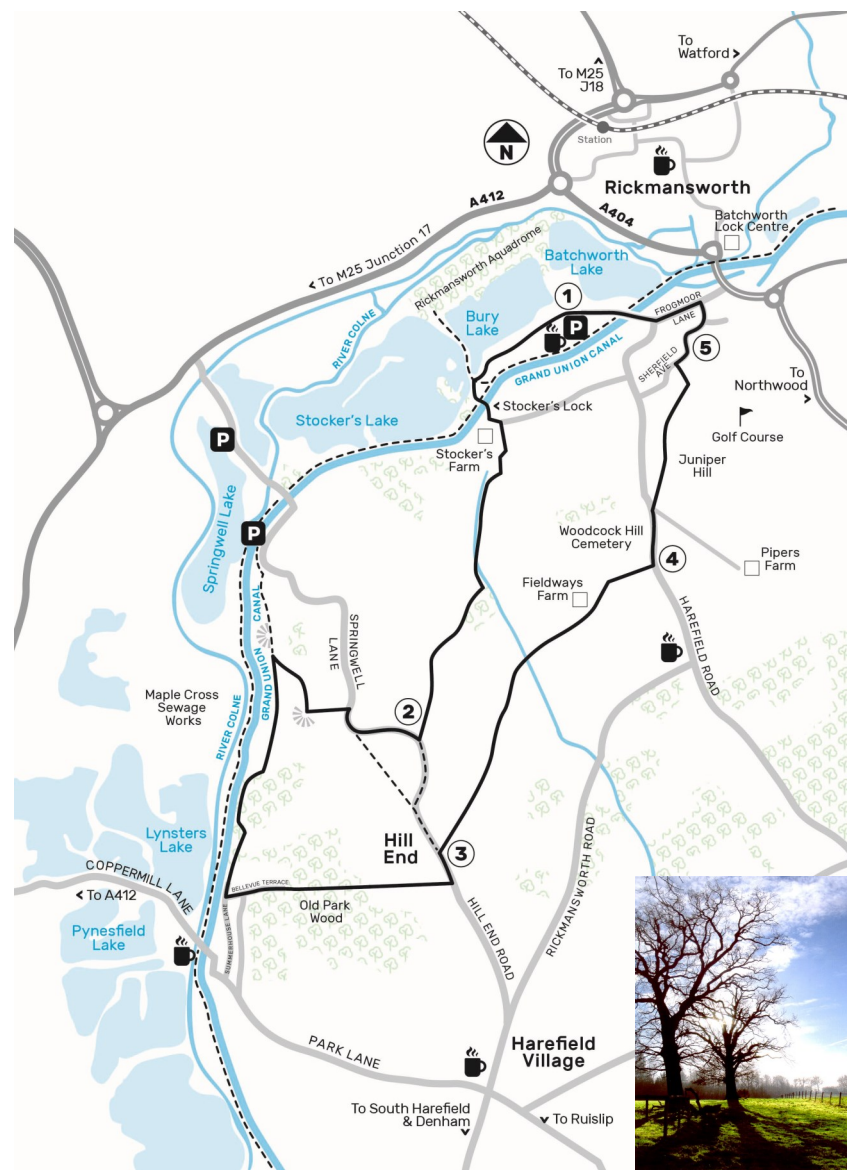 To
Watford >
To M25
J18
Station
N
Rickmansworth
A412
A404
Batchworth
Lock Centre
< To M25 Junction 17
Rickmansworth Aquadrome
Batchworth
Lake
1
Bury
Lake
P
FROGMOOR
LANE
RIVER COLNE
GRAND UNION CANAL
SHERFIELD
AVE
5
To
Northwood >
< Stocker's Lock
Golf Course
Stocker's Lake
Stocker's
Farm
P
Juniper
Hill
Springwell Lake
P
Woodcock Hill
Cemetery
4
Pipers
Farm
Fieldways
Farm
SPRINGWELL
LANE
HAREFIELD ROAD
GRAND UNION CANAL
Maple Cross
Sewage
Works
RIVER COLNE
2
Lynsters
Lake
Hill
End
3
COPPERMILL LANE
< To A412
BELLEVUE TERRACE
Old Park
Wood
SUMMERHOUSE LANE
HILL END ROAD
RICKMANSWORTH ROAD
Pynesfield
Lake
PARK LANE
Harefield
Village
To South Harefield
& Denham
To Ruislip